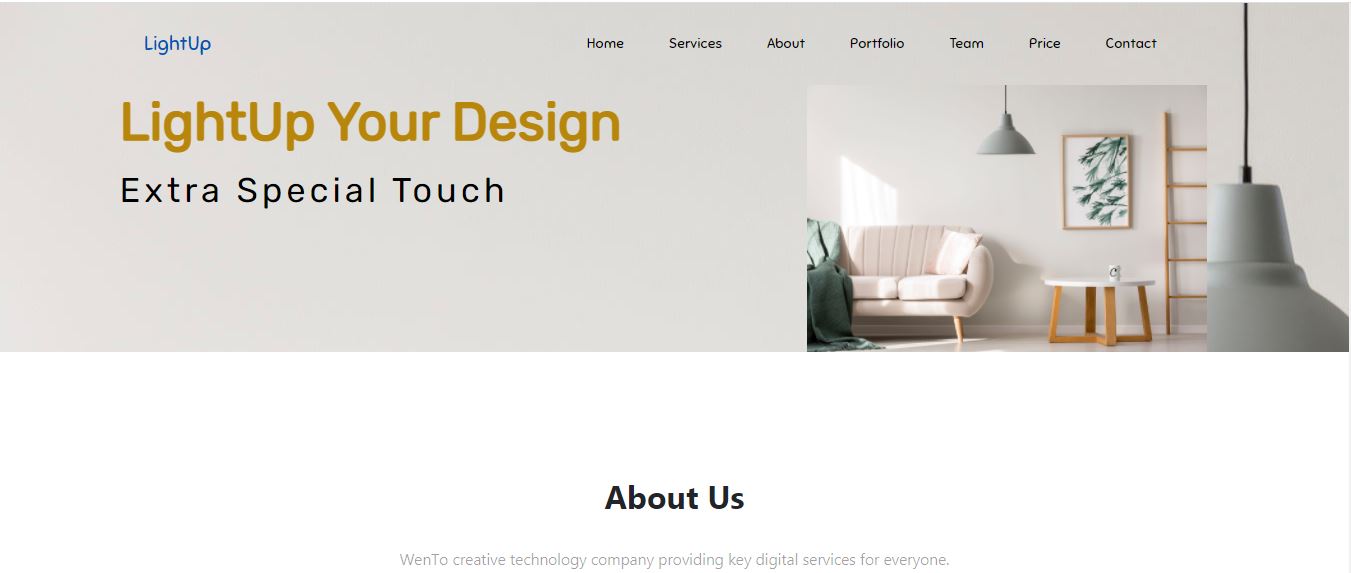 LightUp
Home Services About Portfolio Team Price Contact
LightUp Your Design
Extra Special Touch
About Us
WenTo creative technology company providing key digital services for everyone.